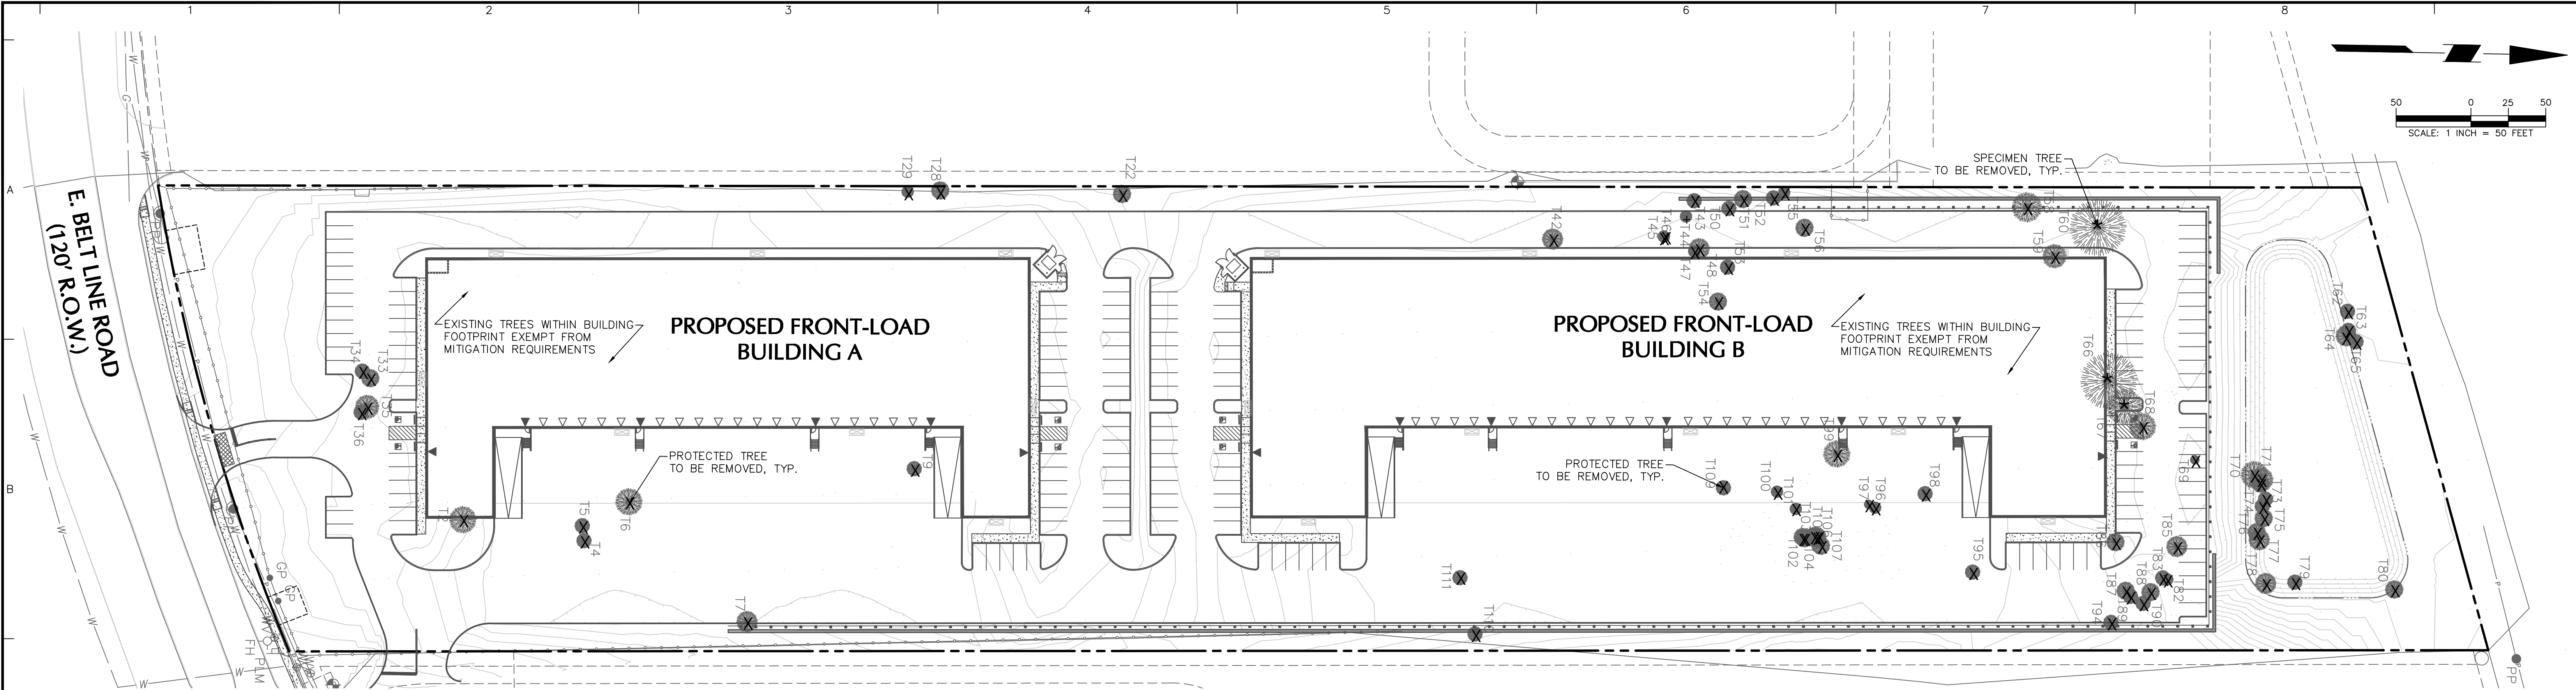 1
2
3
4
5
6
7
8
A
B
50
0
25
50
SCALE: 1 INCH = 50 FEET
E. BELT LINE ROAD
(120' R.O.W.)
SPECIMEN TREE
TO BE REMOVED, TYP.
EXISTING TREES WITHIN BUILDING
FOOTPRINT EXEMPT FROM
MITIGATION REQUIREMENTS
PROPOSED FRONT-LOAD
BUILDING A
PROPOSED FRONT-LOAD
BUILDING B
EXISTING TREES WITHIN BUILDING
FOOTPRINT EXEMPT FROM
MITIGATION REQUIREMENTS
PROTECTED TREE
TO BE REMOVED, TYP.
PROTECTED TREE
TO BE REMOVED, TYP.
T29
T28
T22
T34
T33
T36
T2
T5
T4
T6
T9
T7
T42
T45
T46
T43
T44
T47
T48
T50
T51
T52
T53
T54
T55
T56
T58
T59
T60
T62
T63
T64
T65
T66
T67
T68
T69
T70
T71
T73
T74
T75
T76
T77
T78
T79
T80
T82
T83
T85
T87
T88
T89
T90
T94
T95
T96
T97
T98
T99
T100
T101
T102
T104
T106
T107
T109
T111
GP
GP
FH
PP
W
W
W
W
W
G